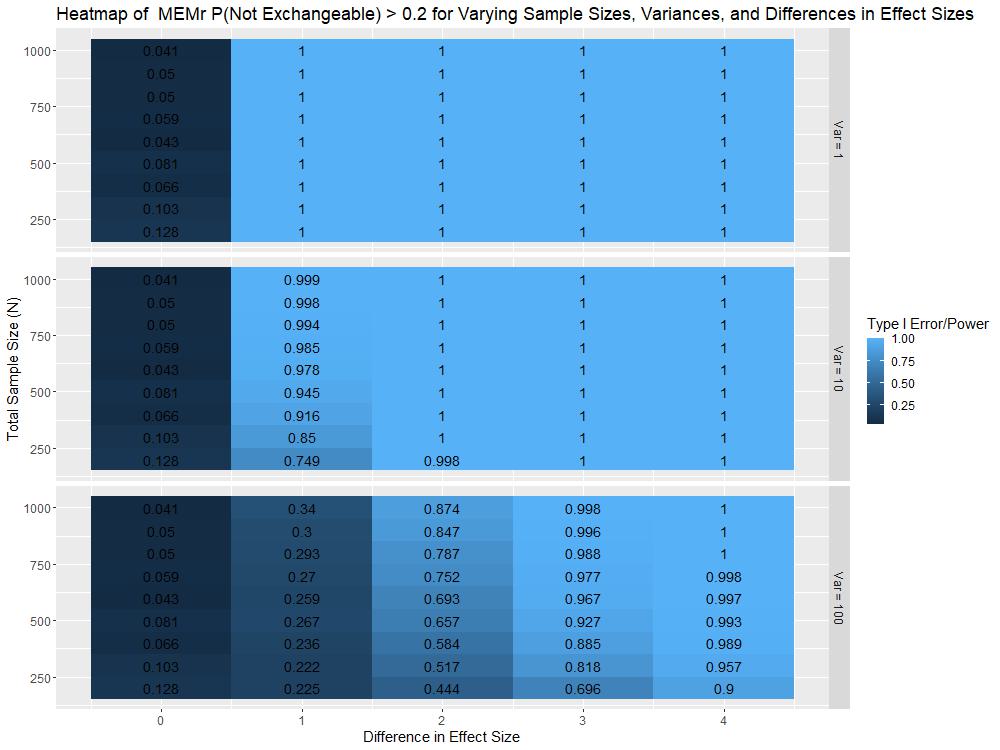 Heatmap of  MEMr P(Not Exchangeable) > 0.2 for Varying Sample Sizes, Variances, and Differences in Effect Sizes
Total Sample Size (N)
1000 0.041 1 1 1 1
0.05 1 1 1 1
750 0.05 1 1 1 1
0.059 1 1 1 1
0.043 1 1 1 1
500 0.081 1 1 1 1
0.066 1 1 1 1
0.103 1 1 1 1
250 0.128 1 1 1 1
Var = 1
1000 0.041 0.999 1 1 1
0.05 0.998 1 1 1
750 0.05 0.994 1 1 1
0.059 0.985 1 1 1
0.043 0.978 1 1 1
500 0.081 0.945 1 1 1
0.066 0.916 1 1 1
0.103 0.85 1 1 1
250 0.128 0.749 0.998 1 1
Var = 10
1000 0.041 0.34 0.874 0.998 1
0.05 0.3 0.847 0.996 1
750 0.05 0.293 0.787 0.988 1
0.059 0.27 0.752 0.977 0.998
0.043 0.259 0.693 0.967 0.997
500 0.081 0.267 0.657 0.927 0.993
0.066 0.236 0.584 0.885 0.989
0.103 0.222 0.517 0.818 0.957
250 0.128 0.225 0.444 0.696 0.9
Var = 100
0 1 2 3 4
Difference in Effect Size
Type I Error/Power
1.00
0.75
0.50
0.25